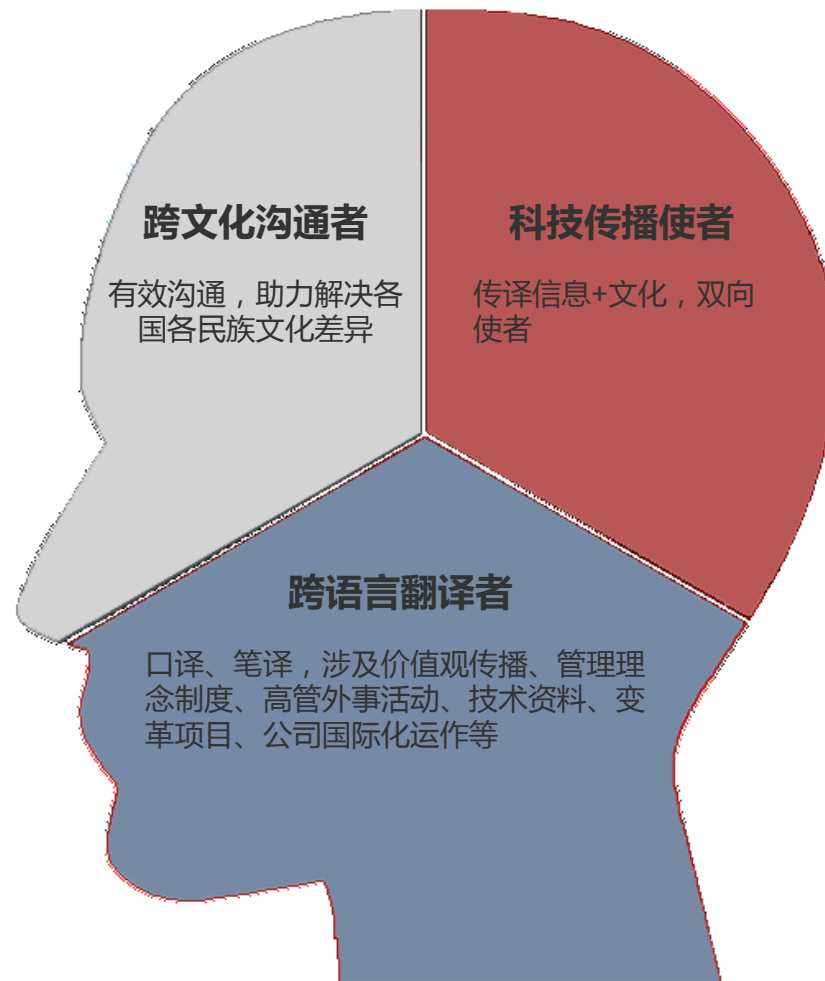 跨文化沟通者
有效沟通，助力解决各
国各民族文化差异
科技传播使者
传译信息+文化，双向
使者
跨语言翻译者
口译、笔译，涉及价值观传播、管理理
念制度、高管外事活动、技术资料、变
革项目、公司国际化运作等